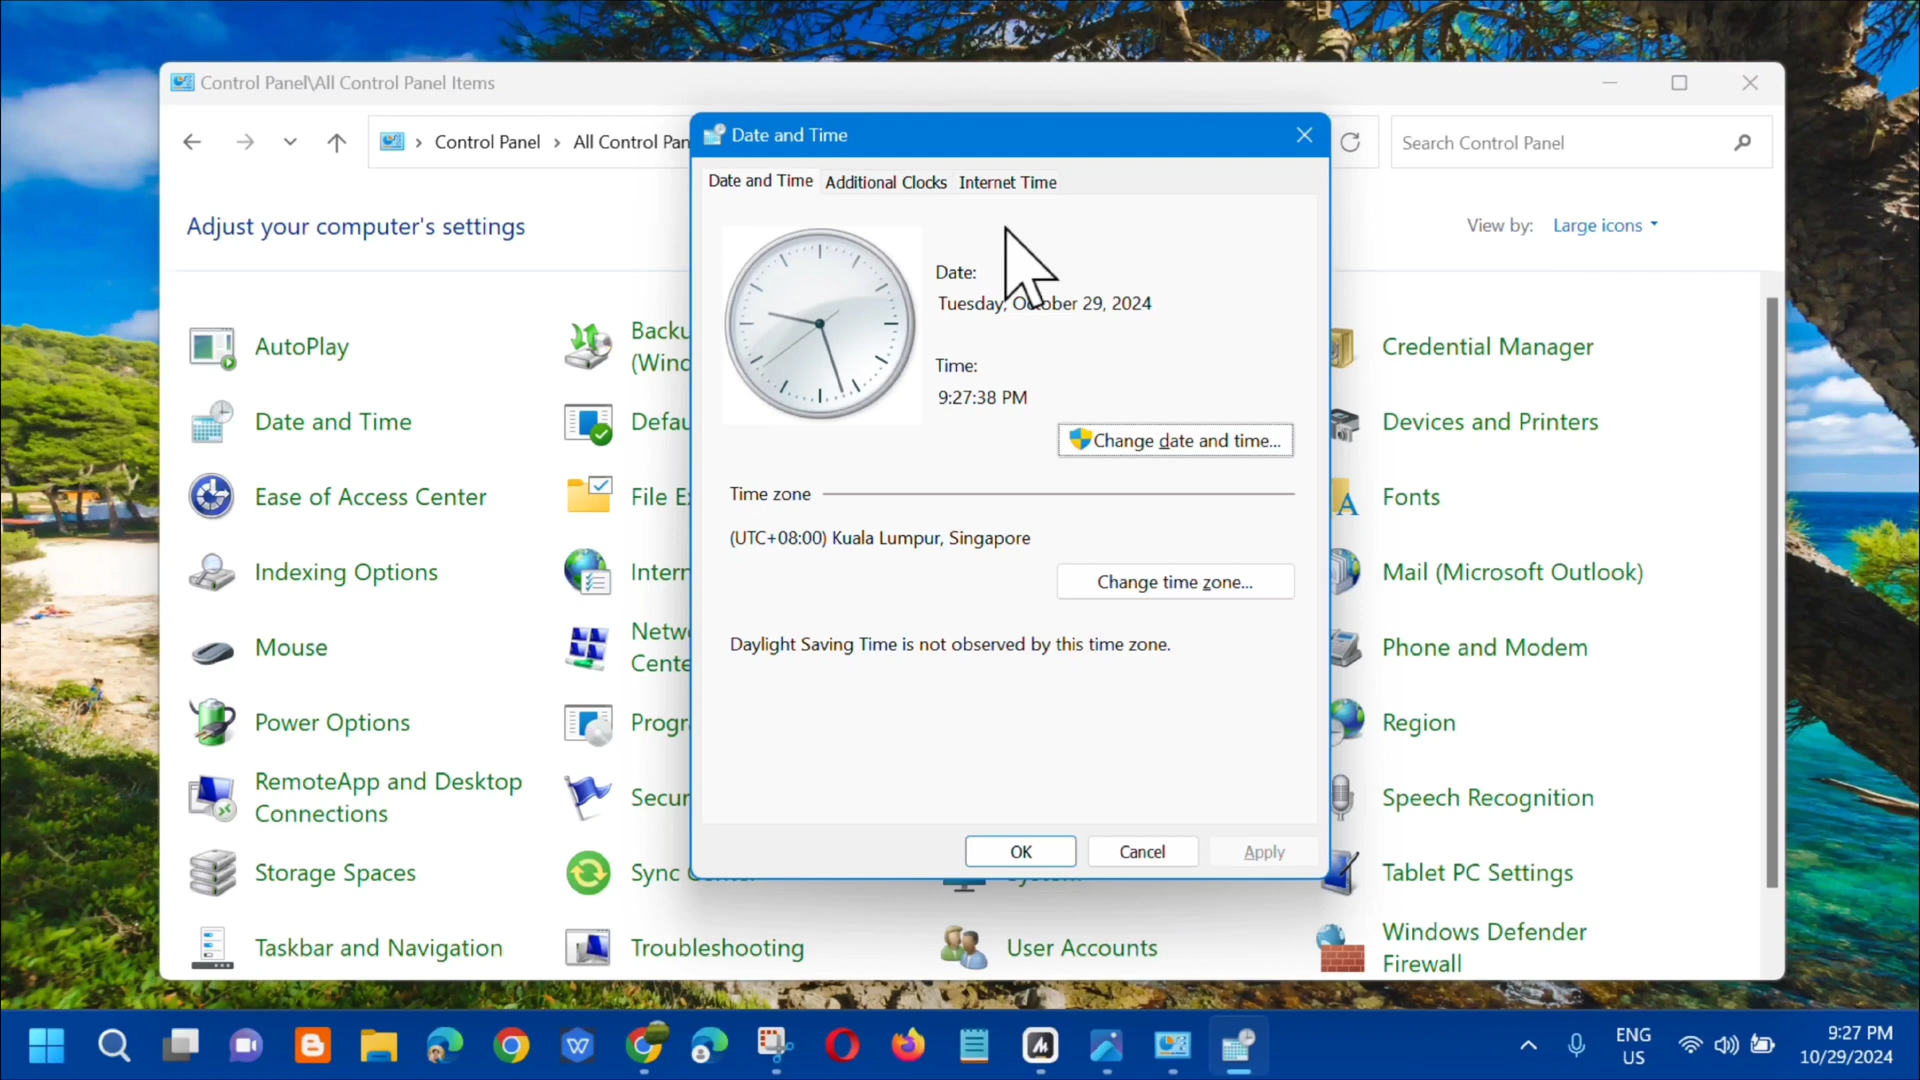 Control Panel\All Control Panel Items
Control Panel
All Control Pan
Search Control Panel
Adjust your computer's settings
View by:
Large icons
AutoPlay
Backu
(Wind
Credential Manager
Date and Time
Defau
Devices and Printers
Ease of Access Center
File Ex
Fonts
Indexing Options
Intern
Mail (Microsoft Outlook)
Mouse
Netwo
Cente
Phone and Modem
Power Options
Progr
Region
RemoteApp and Desktop
Connections
Secur
Speech Recognition
Storage Spaces
Sync Center
System
Tablet PC Settings
Taskbar and Navigation
Troubleshooting
User Accounts
Windows Defender
Firewall
Date and Time
Date and Time
Additional Clocks
Internet Time
Date:
Tuesday, October 29, 2024
Time:
9:27:38 PM
Change date and time...
Time zone
(UTC+08:00) Kuala Lumpur, Singapore
Change time zone...
Daylight Saving Time is not observed by this time zone.
OK
Cancel
Apply
ENG
US
9:27 PM
10/29/2024